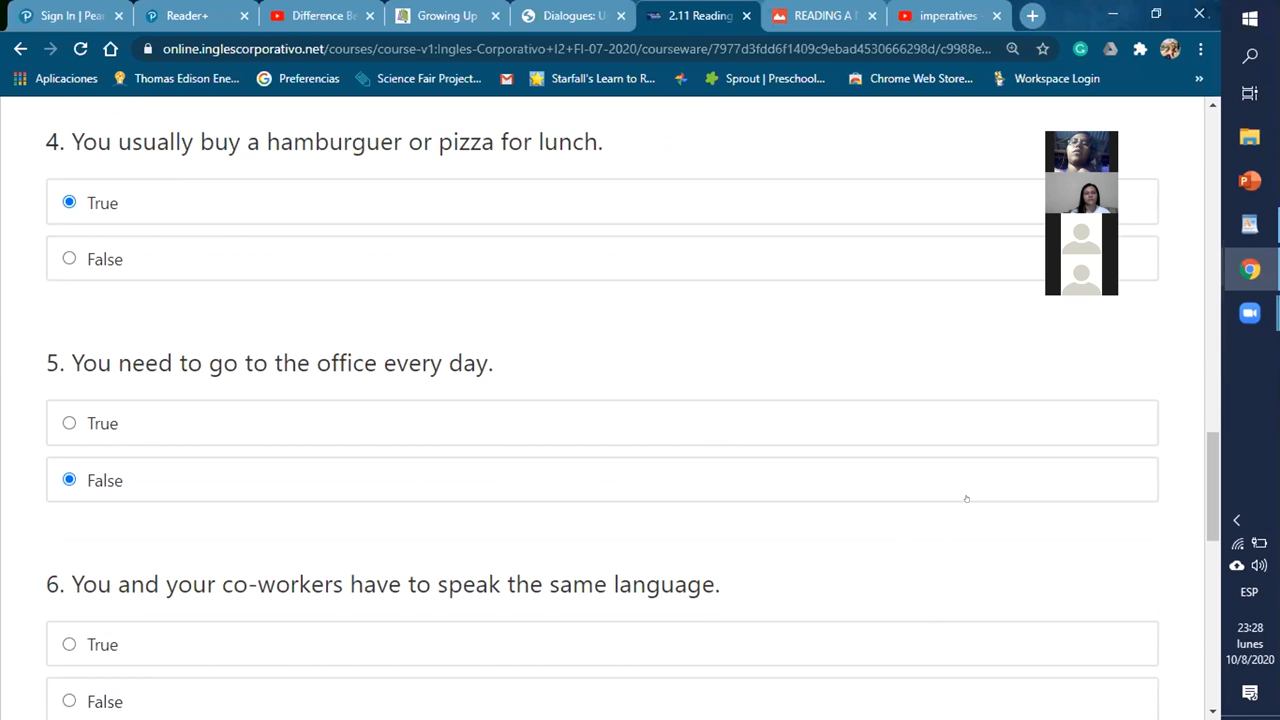 Sign In | Pear
Reader+
Difference Be
Growing Up
Dialogues: U
2.11 Reading
READING A
imperatives -
online.inglescorporativo.net/courses/course-v1:Ingles-Corporativo+I2+FI-07-2020/courseware/7977d3fdd6f1409c9ebad4530666298d/c9988e...
Aplicaciones
Thomas Edison Ene...
Preferencias
Science Fair Project...
Starfall's Learn to R...
Sprout | Preschool...
Chrome Web Store...
Workspace Login
»
4. You usually buy a hamburguer or pizza for lunch.
True
False
5. You need to go to the office every day.
True
False
6. You and your co-workers have to speak the same language.
True
False
ESP
23:28
lunes
10/8/2020